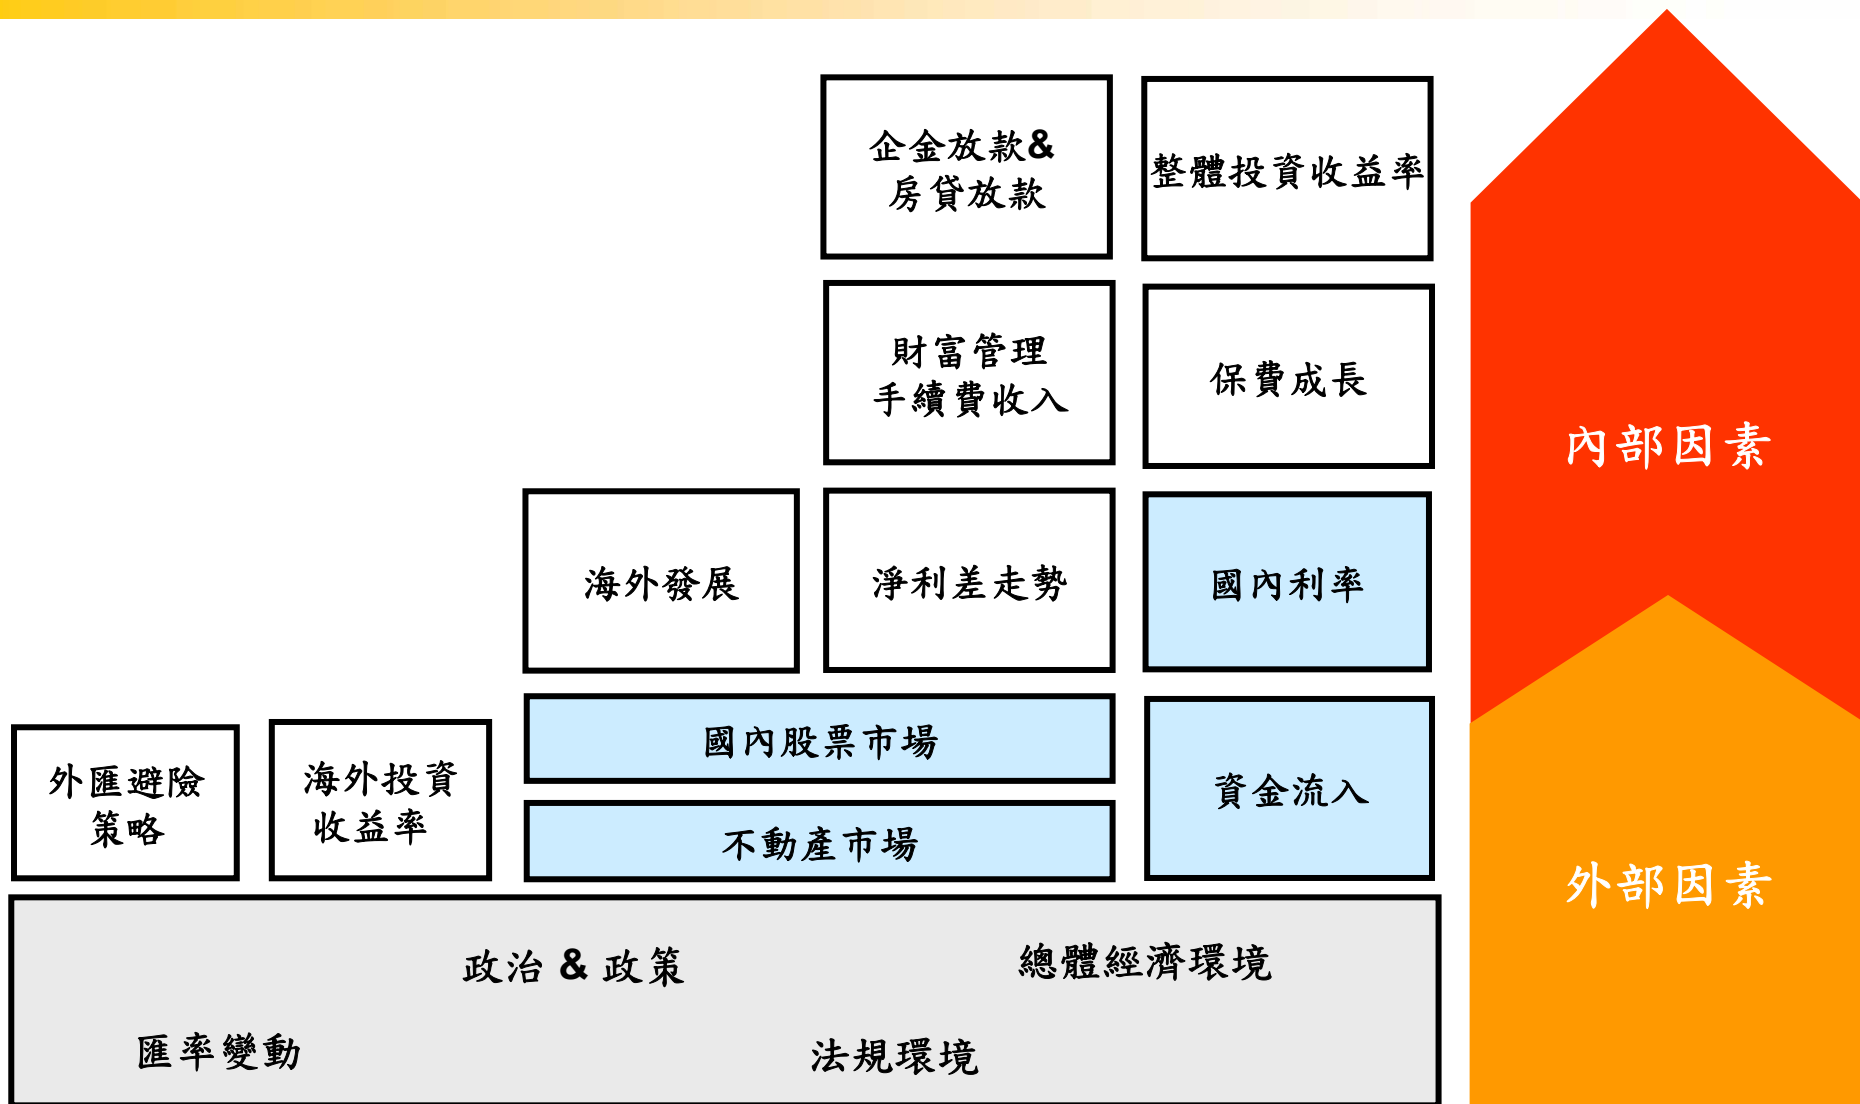 企金放款&
房貸放款
整體投資收益率
財富管理
手續費收入
保費成長
內部因素
海外發展
淨利差走勢
國內利率
國內股票市場
外匯避險
策略
海外投資
收益率
資金流入
不動產市場
外部因素
政治 & 政策
總體經濟環境
匯率變動
法規環境